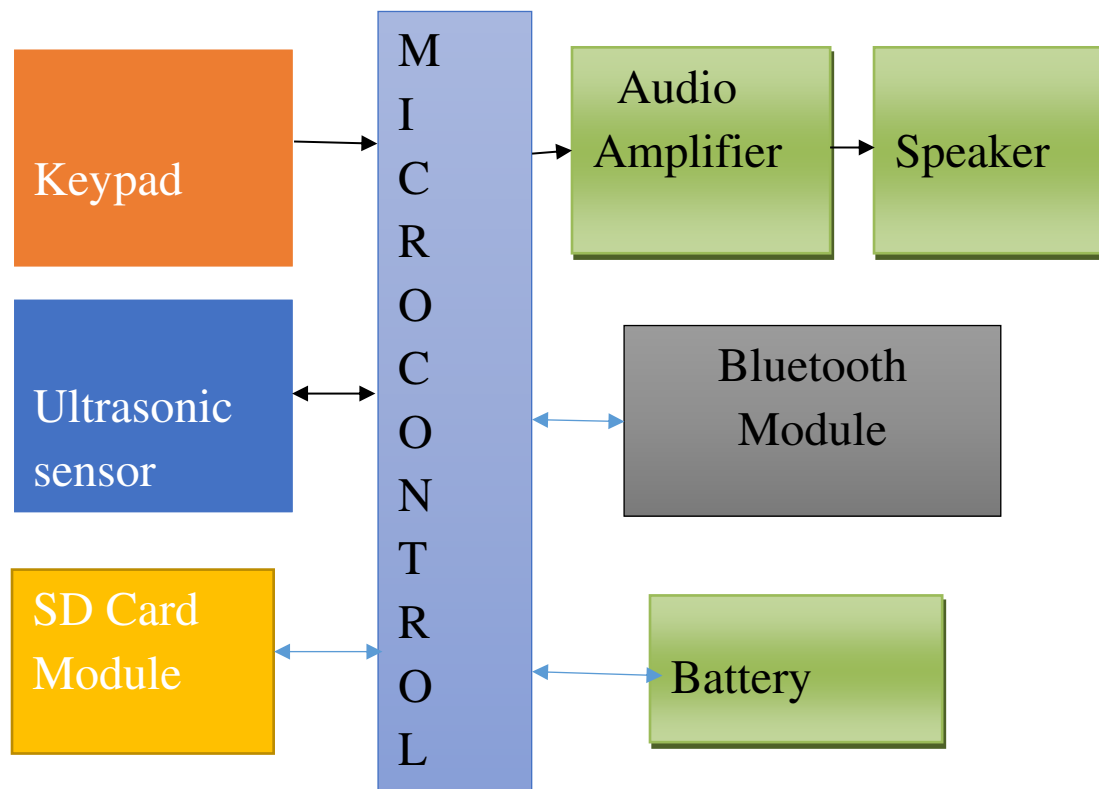 Keypad
Ultrasonic
sensor
SD Card
Module
M
I
C
R
O
C
O
N
T
R
O
L
Audio
Amplifier
Speaker
Bluetooth
Module
Battery